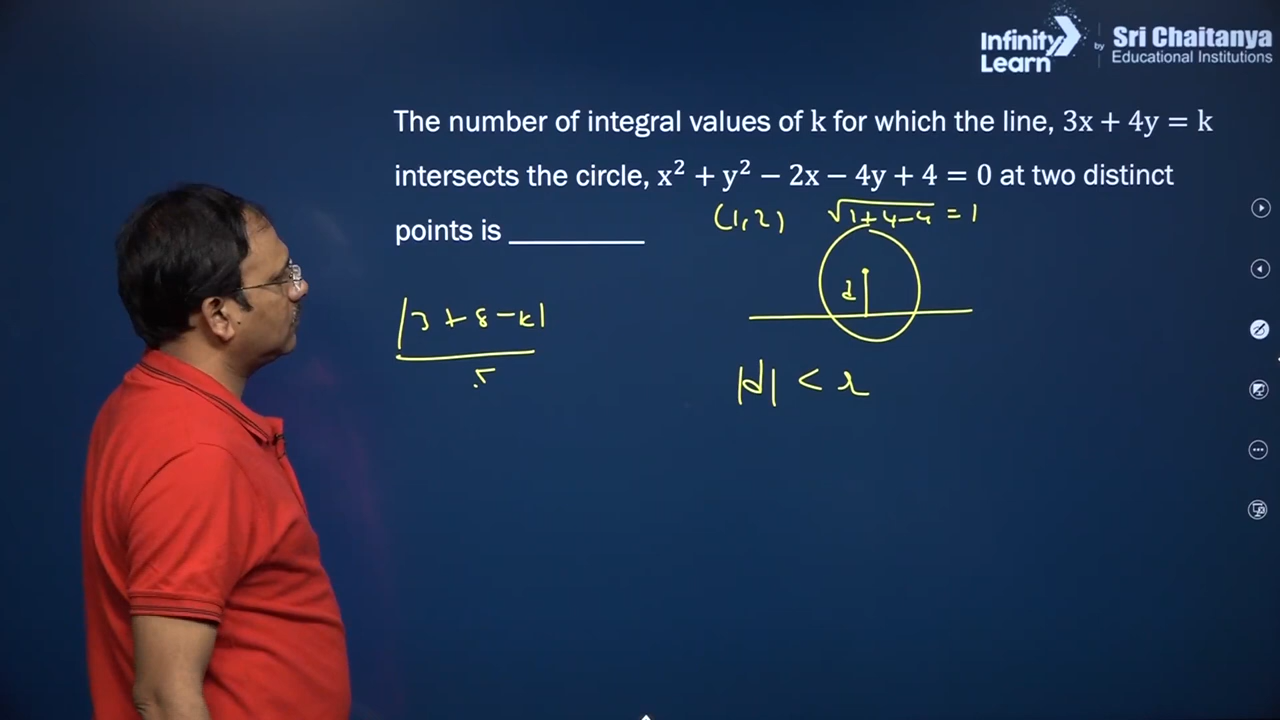 Infinity Learn by Sri Chaitanya Educational Institutions
The number of integral values of k for which the line, 3x + 4y = k
intersects the circle, x² + y² − 2x − 4y + 4 = 0 at two distinct
(1, 2) √1+4−4 = 1
points is __________
d
|3 + 8 − k|
5
|d| < r